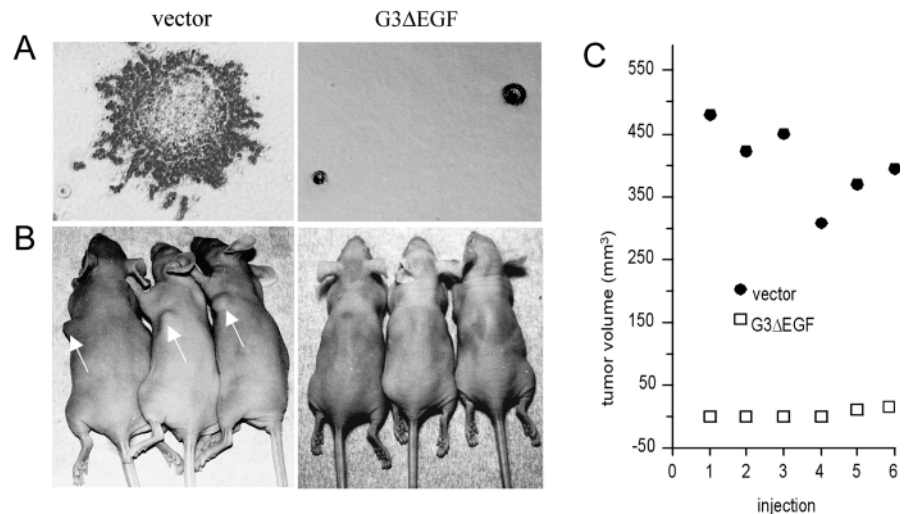 vector
G3ΔEGF
A
B
C
550
450
350
250
150
50
-50
tumor volume (mm³)
vector
G3ΔEGF
0
1
2
3
4
5
6
injection